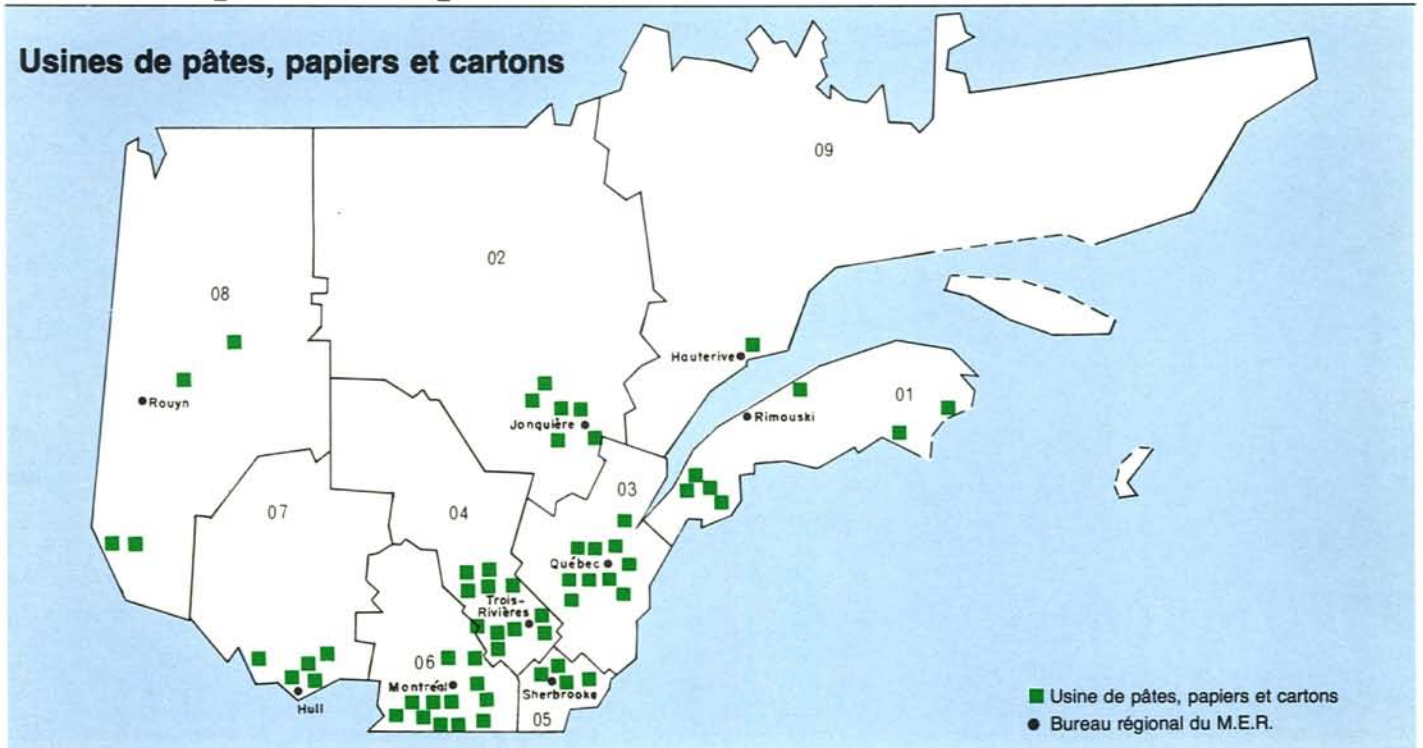 Usines de pâtes, papiers et cartons
09
02
08
Hauterive
Rouyn
01
Rimouski
Jonquière
03
07
04
Québec
Trois-
Rivières
06
Montréal
Sherbrooke
Hull
05
Usine de pâtes, papiers et cartons
Bureau régional du M.E.R.